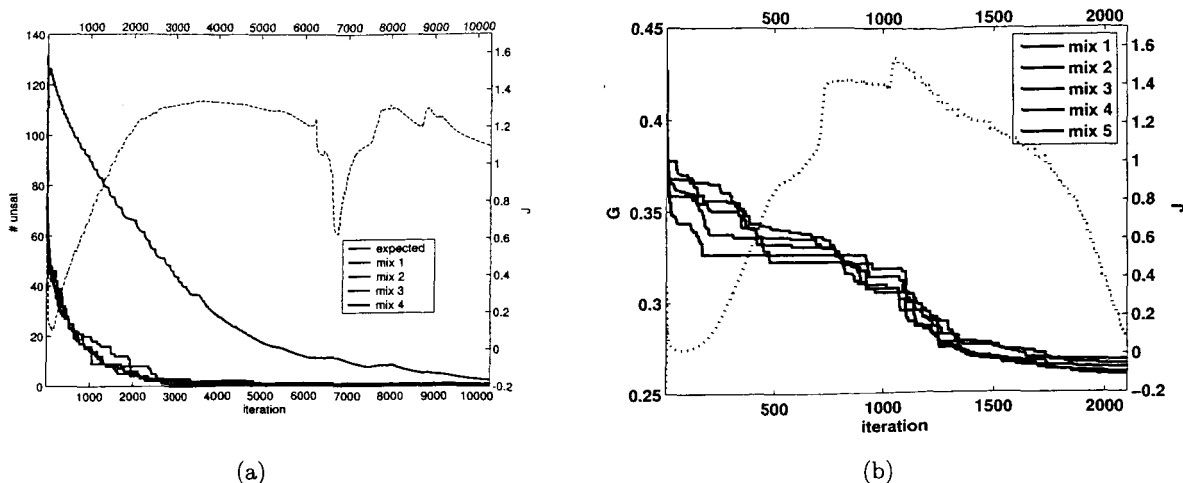 1000 2000 3000 4000 5000 6000 7000 8000 9000 10000
140
120
100
80
60
40
20
0
# unsat
1.6
1.4
1.2
1
0.8
0.6
0.4
0.2
0
-0.2
J
expected
mix 1
mix 2
mix 3
mix 4
1000 2000 3000 4000 5000 6000 7000 8000 9000 10000
iteration
(a)
500 1000 1500 2000
0.45
0.4
0.35
0.3
0.25
G
mix 1
mix 2
mix 3
mix 4
mix 5
1.6
1.4
1.2
1
0.8
0.6
0.4
0.2
0
-0.2
J
500 1000 1500 2000
iteration
(b)